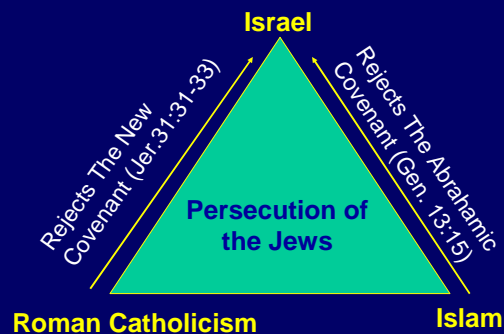 Israel
Rejects The New
Covenant (Jer.31:31-33)
Rejects The Abrahamic
Covenant (Gen. 13:15)
Persecution of
the Jews
Roman Catholicism
Islam